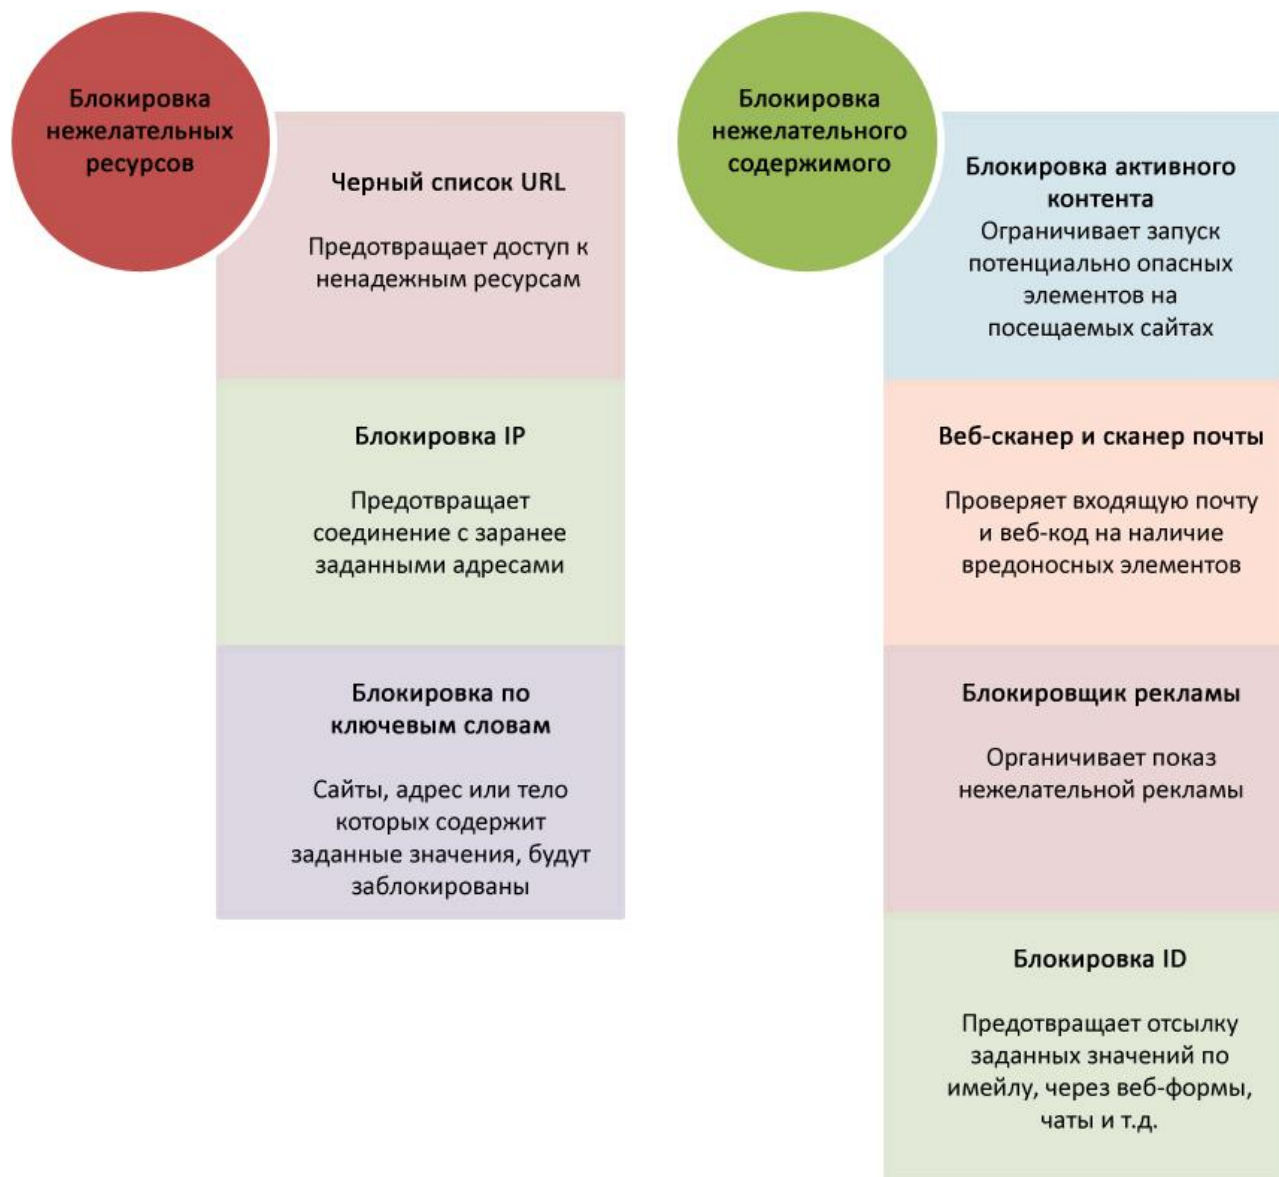 Блокировка
нежелательных
ресурсов
Черный список URL
Предотвращает доступ к
ненадежным ресурсам
Блокировка IP
Предотвращает
соединение с заранее
заданными адресами
Блокировка по
ключевым словам
Сайты, адрес или тело
которых содержит
заданные значения, будут
заблокированы
Блокировка
нежелательного
содержимого
Блокировка активного
контента
Ограничивает запуск
потенциально опасных
элементов на
посещаемых сайтах
Веб-сканер и сканер почты
Проверяет входящую почту
и веб-код на наличие
вредоносных элементов
Блокировщик рекламы
Органичивает показ
нежелательной рекламы
Блокировка ID
Предотвращает отсылку
заданных значений по
имейлу, через веб-формы,
чаты и т.д.